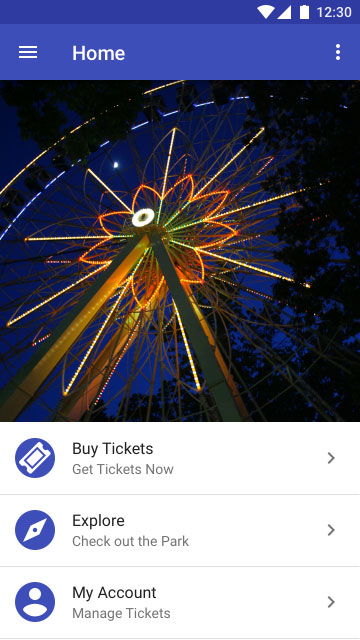 12:30
Home
Buy Tickets
Get Tickets Now
Explore
Check out the Park
My Account
Manage Tickets